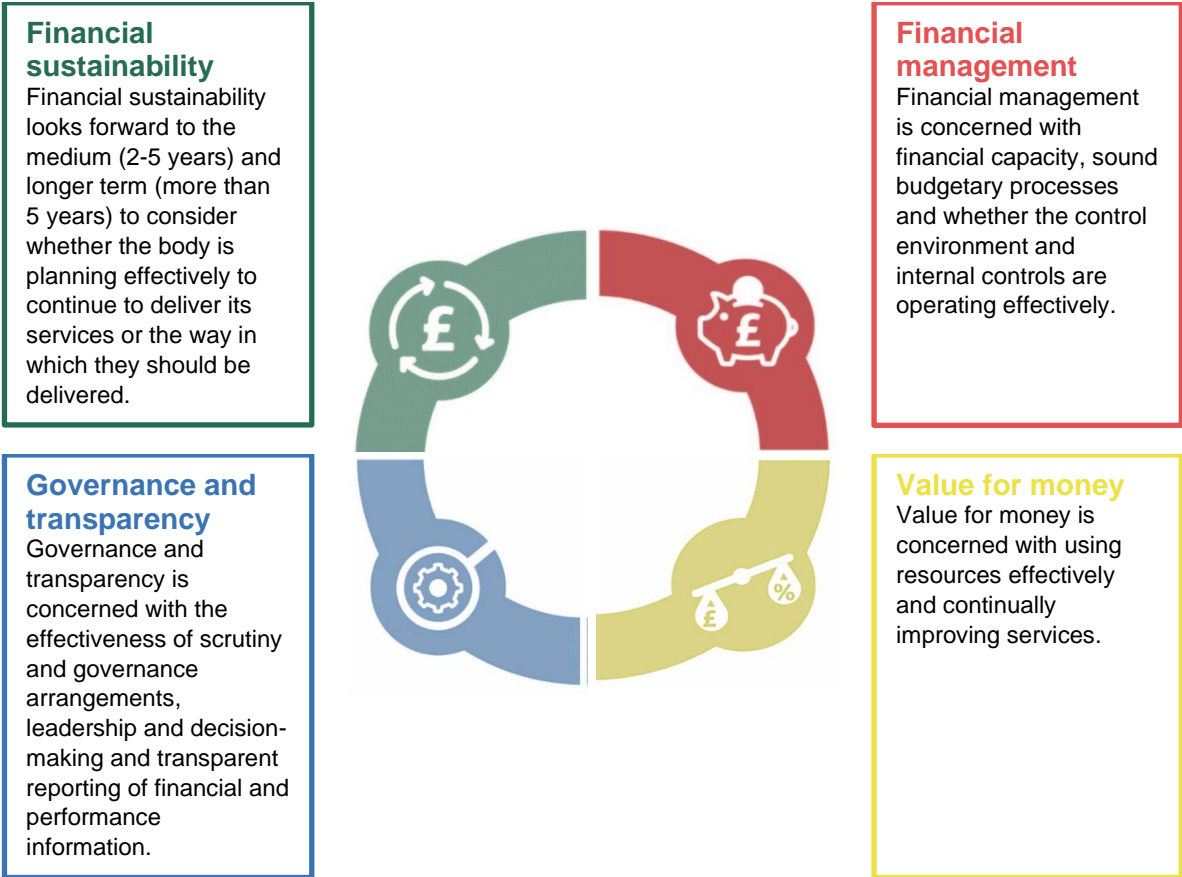 Financial
sustainability
Financial sustainability
looks forward to the
medium (2-5 years) and
longer term (more than
5 years) to consider
whether the body is
planning effectively to
continue to deliver its
services or the way in
which they should be
delivered.
Financial
management
Financial management
is concerned with
financial capacity, sound
budgetary processes
and whether the control
environment and
internal controls are
operating effectively.
£
£
Governance and
transparency
Governance and
transparency is
concerned with the
effectiveness of scrutiny
and governance
arrangements,
leadership and decision-
making and transparent
reporting of financial and
performance
information.
£
%
Value for money
Value for money is
concerned with using
resources effectively
and continually
improving services.